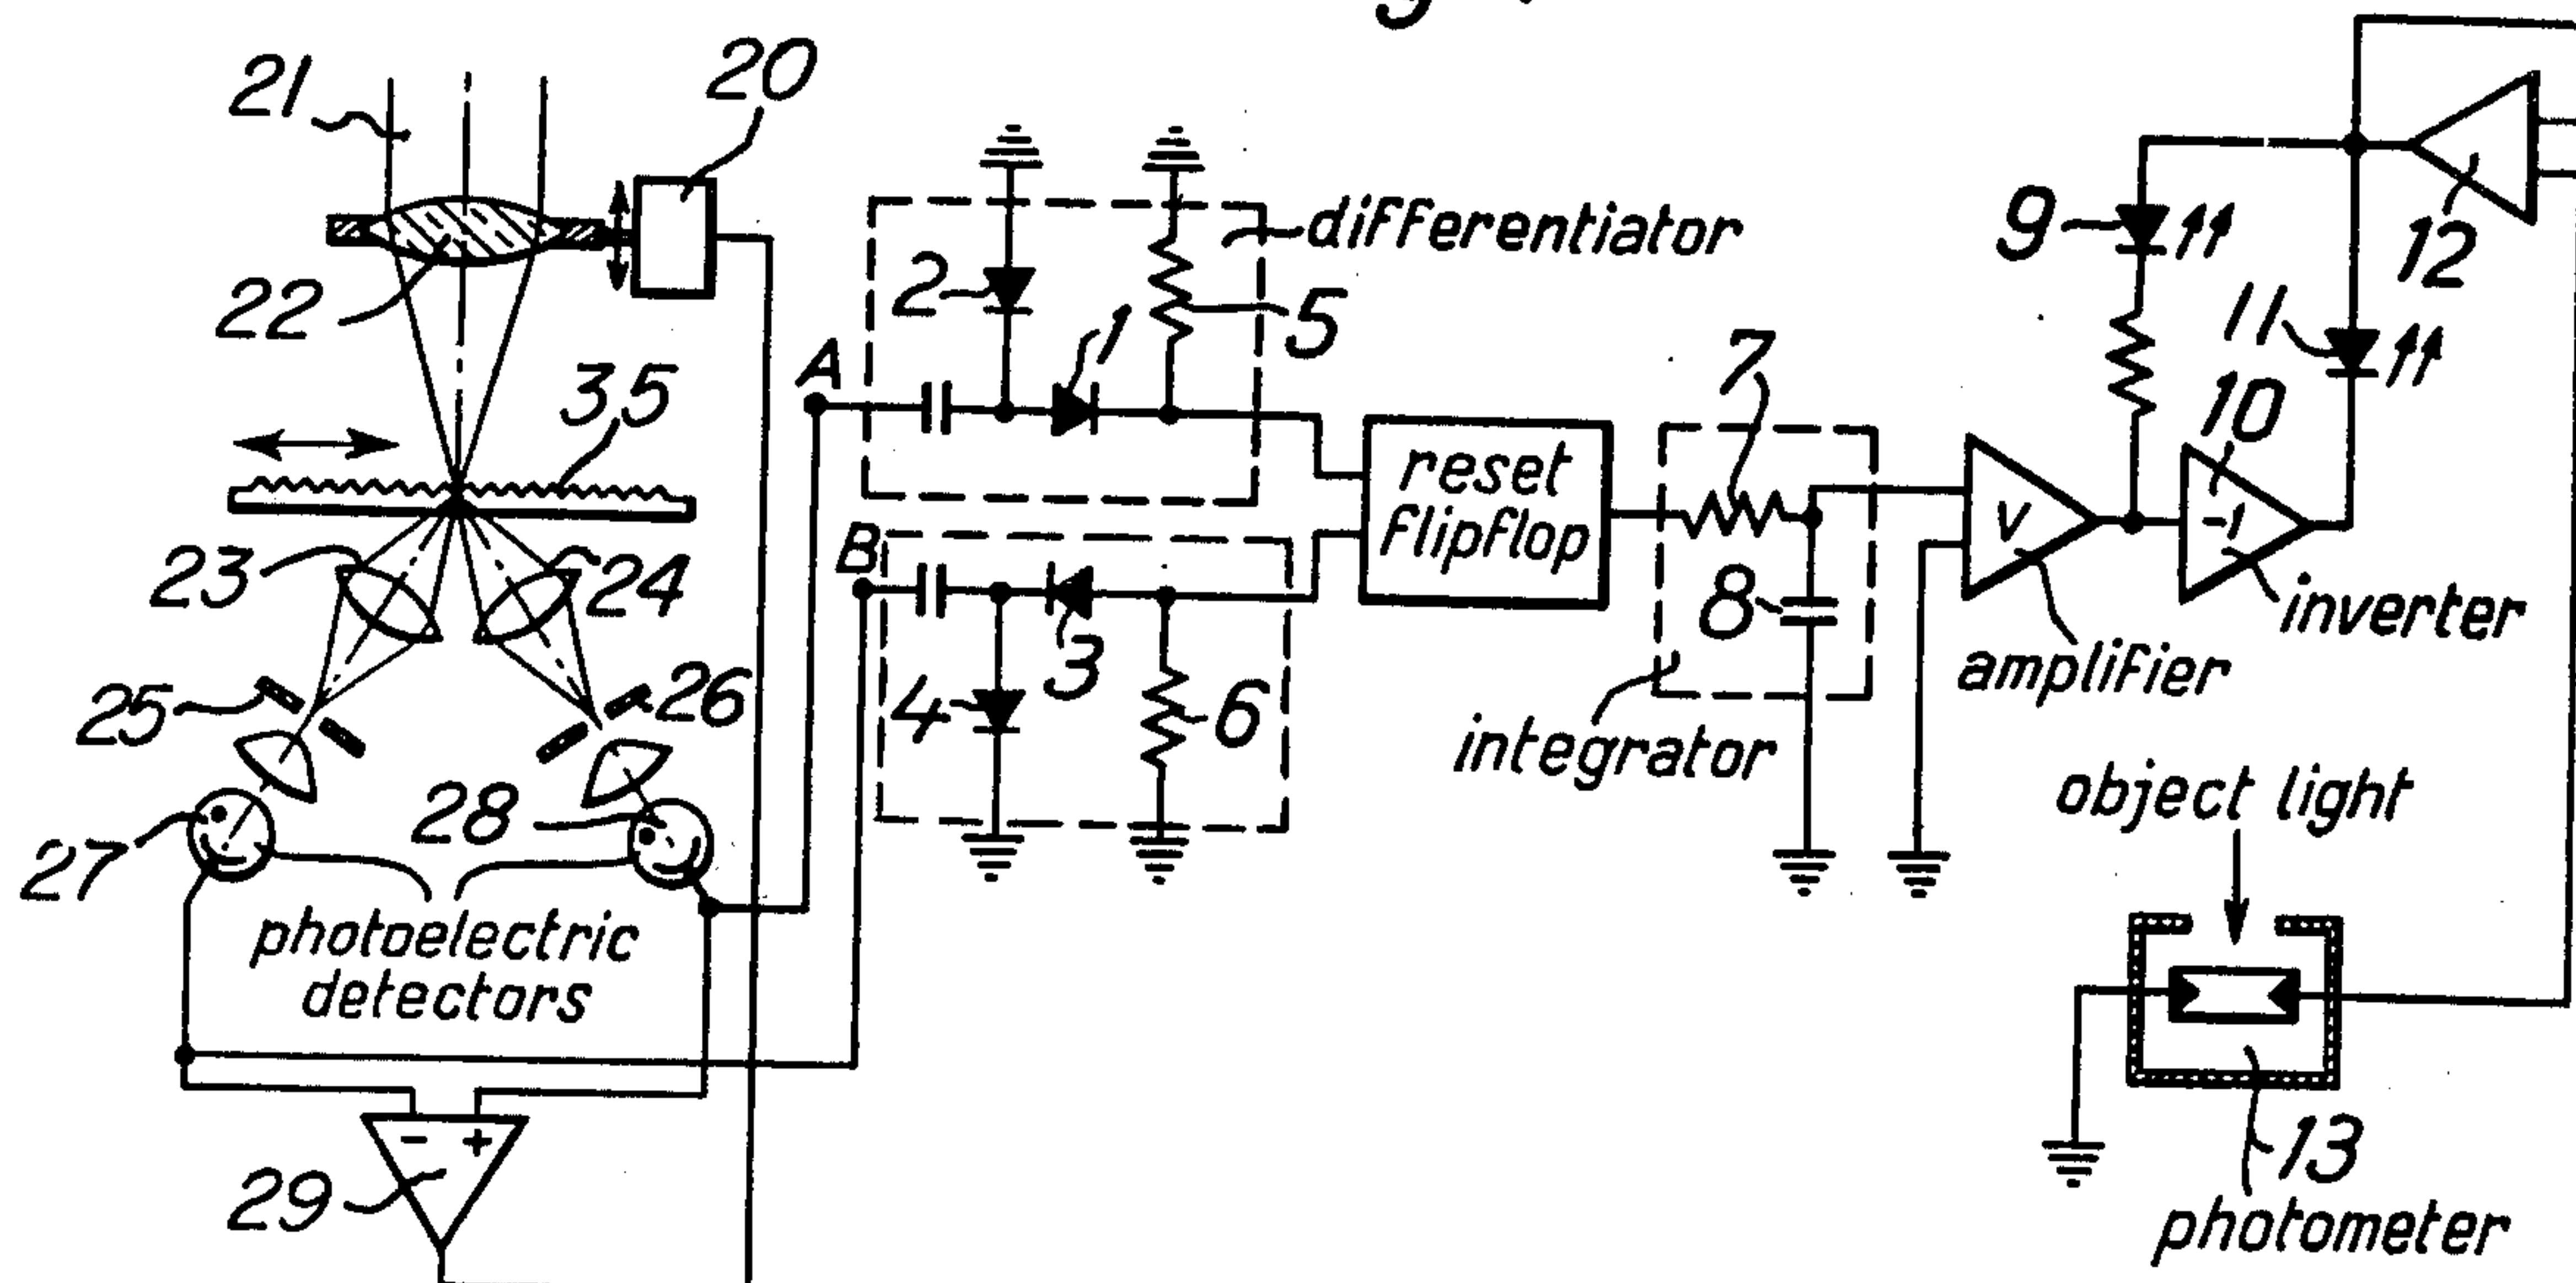 21
20
22
35
23
24
25
26
27
28
photoelectric
detectors
- +
29
A
B
2
1
5
differentiator
4
3
6
reset
flipflop
7
8
integrator
V
amplifier
-1
10
inverter
9
11
12
object light
13
photometer